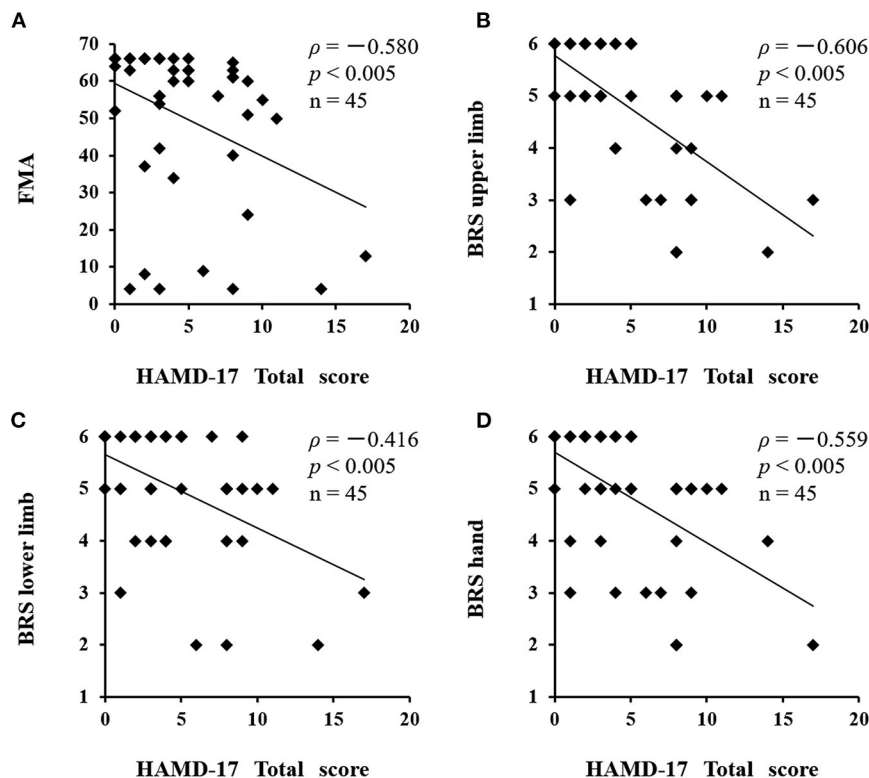 A
FMA
70
60
50
40
30
20
10
0
0 5 10 15 20
HAMD-17 Total score
ρ = −0.580
p < 0.005
n = 45
B
BRS upper limb
6
5
4
3
2
1
0 5 10 15 20
HAMD-17 Total score
ρ = −0.606
p < 0.005
n = 45
C
BRS lower limb
6
5
4
3
2
1
0 5 10 15 20
HAMD-17 Total score
ρ = −0.416
p < 0.005
n = 45
D
BRS hand
6
5
4
3
2
1
0 5 10 15 20
HAMD-17 Total score
ρ = −0.559
p < 0.005
n = 45